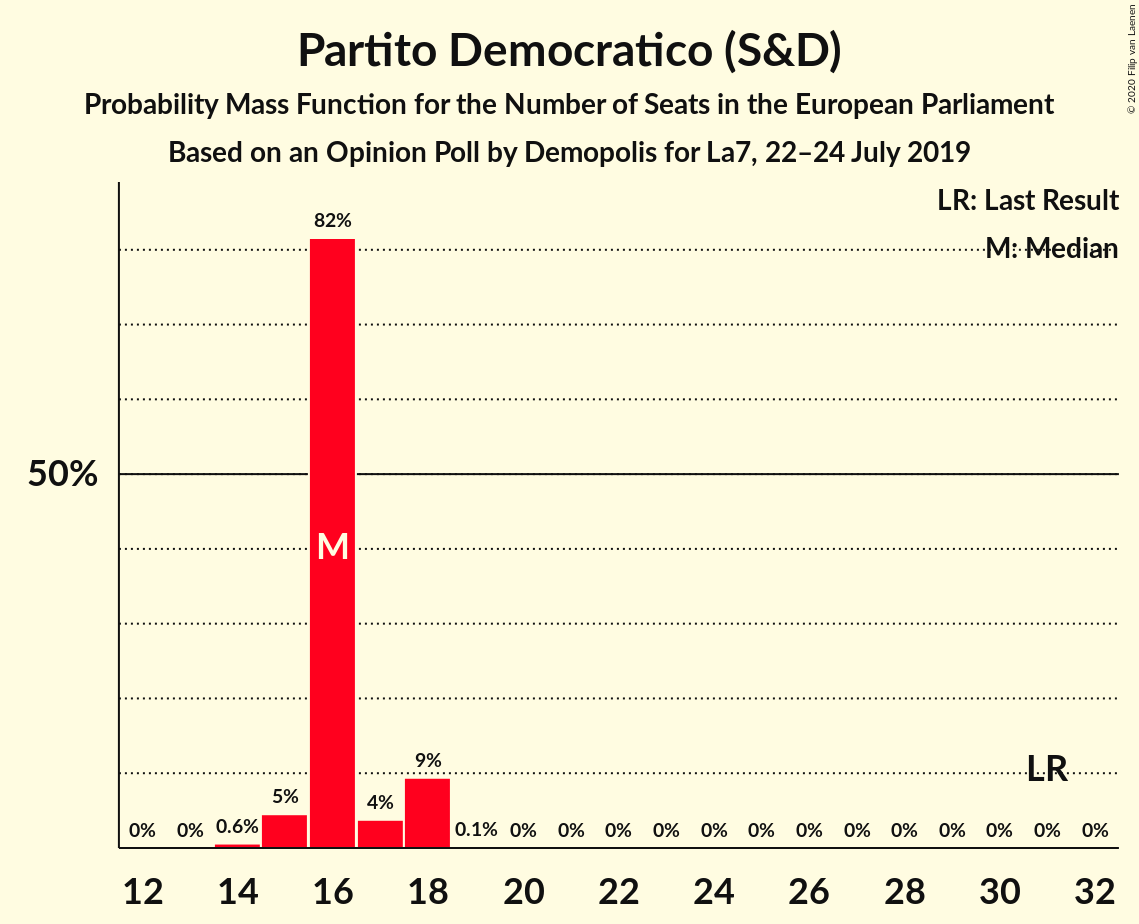 Partito Democratico (S&D)
Probability Mass Function for the Number of Seats in the European Parliament
Based on an Opinion Poll by Demopolis for La7, 22–24 July 2019
© 2020 Filip van Laenen
LR: Last Result
M: Median
82%
50%
M
9%
LR
5%
4%
0% 0% 0.6% 0.1% 0% 0% 0% 0% 0% 0% 0% 0% 0% 0% 0% 0% 0%
12 14 16 18 20 22 24 26 28 30 32